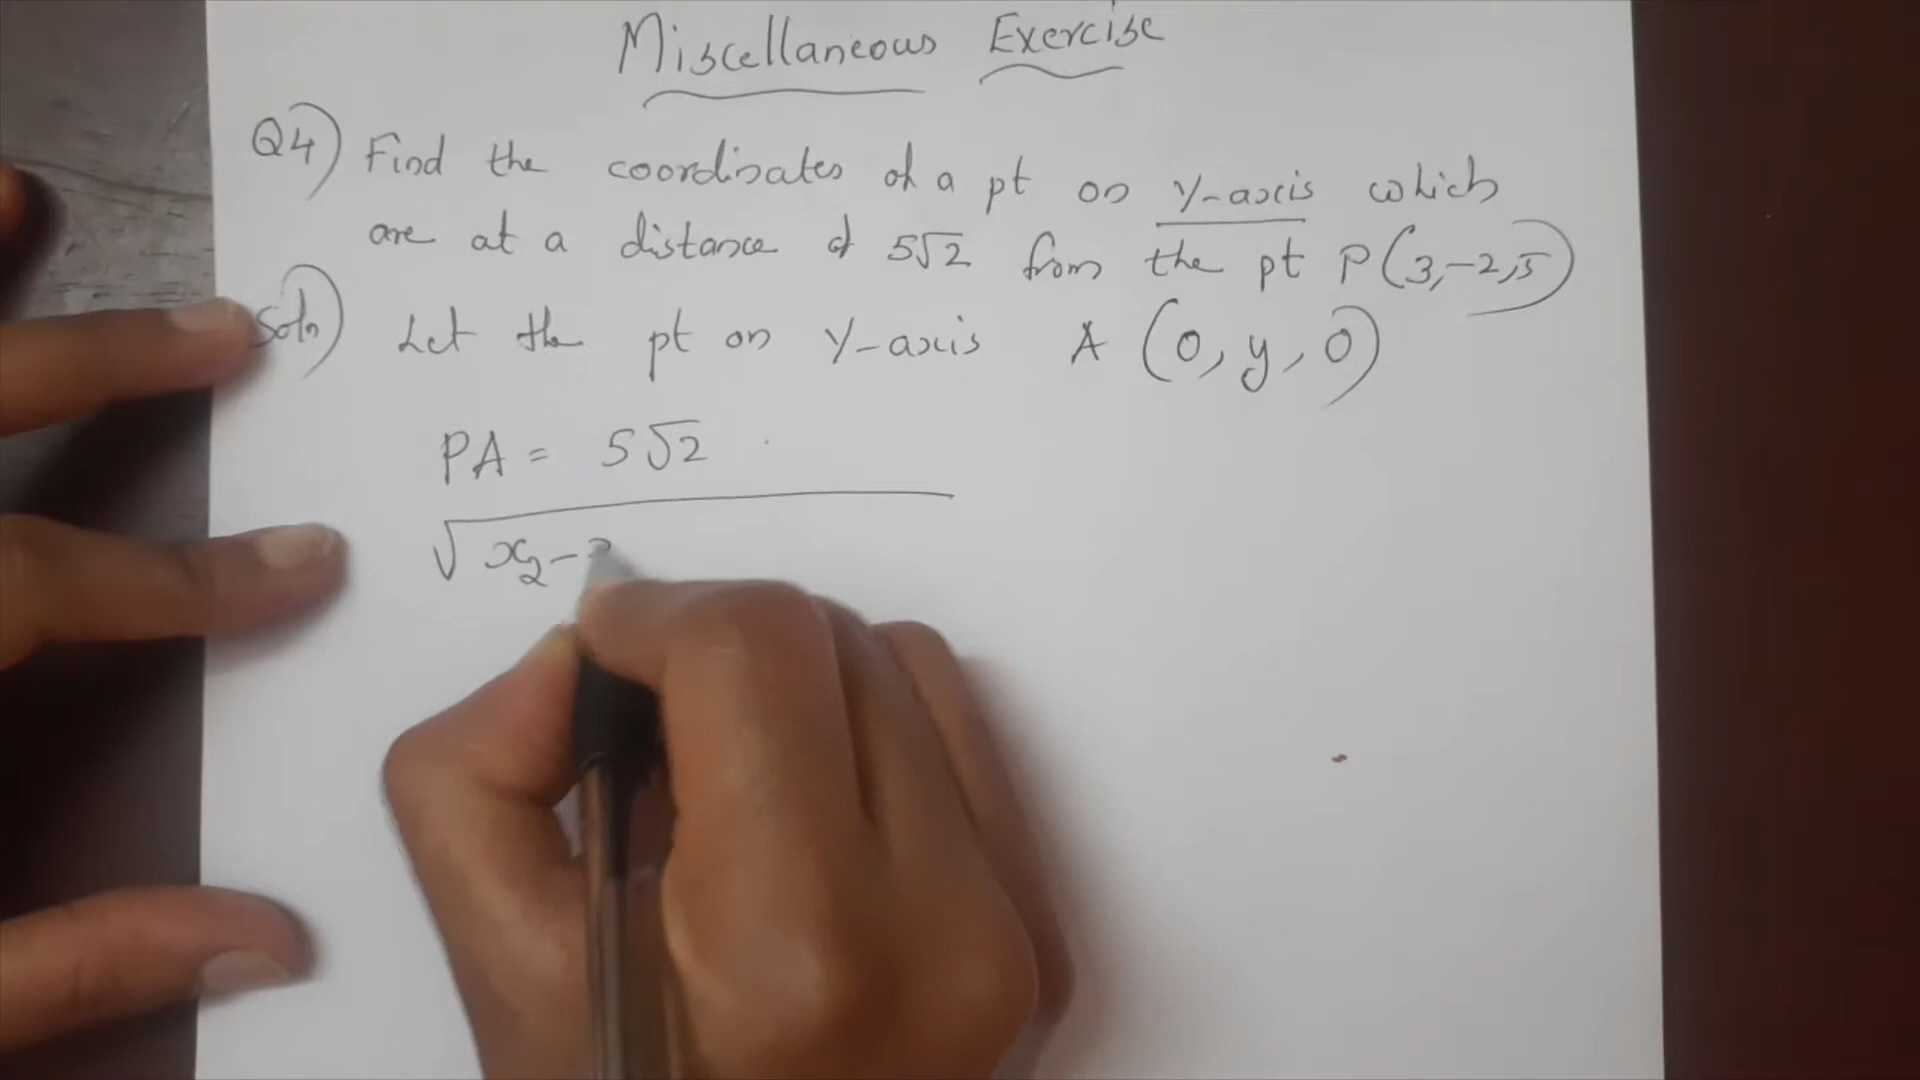 Miscellaneous Exercise
Q4) Find the coordinates of a pt on y-axis which
are at a distance of 5√2 from the pt P(3,-2,5)
Soln) Let the pt on y-axis A (0, y, 0)
PA = 5√2
√x₂-